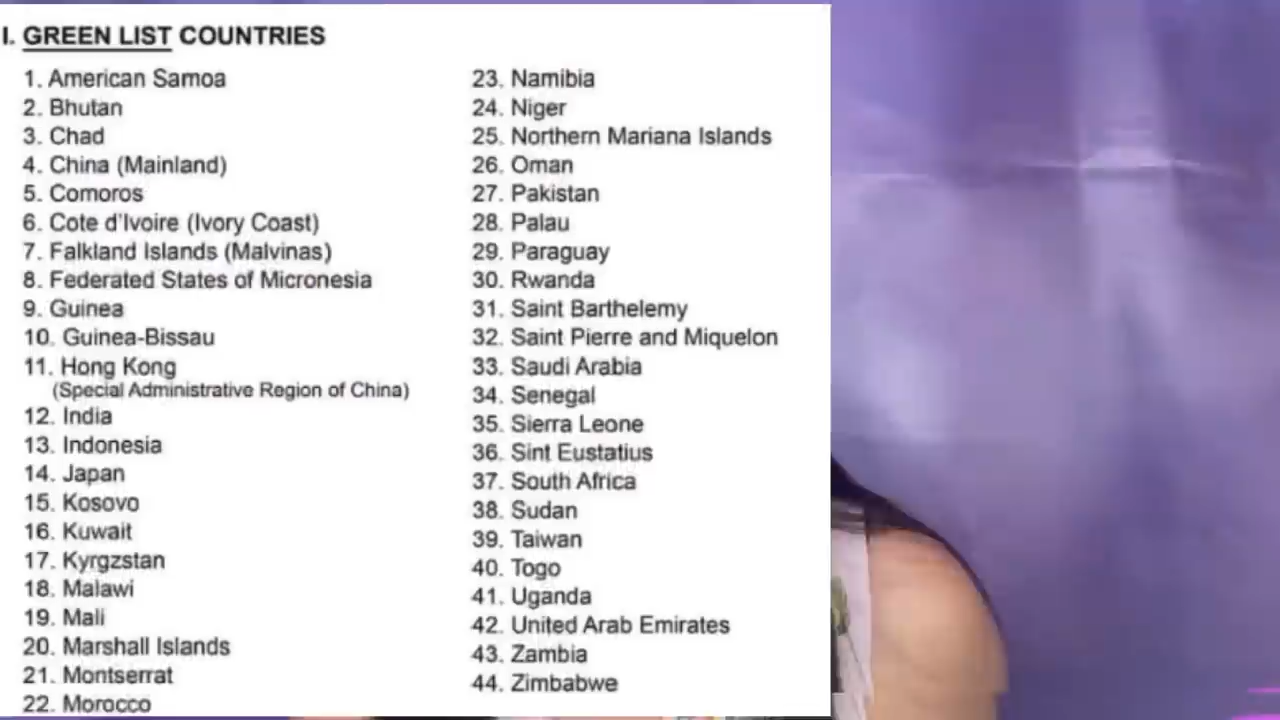 I. GREEN LIST COUNTRIES
1. American Samoa
2. Bhutan
3. Chad
4. China (Mainland)
5. Comoros
6. Cote d'Ivoire (Ivory Coast)
7. Falkland Islands (Malvinas)
8. Federated States of Micronesia
9. Guinea
10. Guinea-Bissau
11. Hong Kong
(Special Administrative Region of China)
12. India
13. Indonesia
14. Japan
15. Kosovo
16. Kuwait
17. Kyrgzstan
18. Malawi
19. Mali
20. Marshall Islands
21. Montserrat
22. Morocco
23. Namibia
24. Niger
25. Northern Mariana Islands
26. Oman
27. Pakistan
28. Palau
29. Paraguay
30. Rwanda
31. Saint Barthelemy
32. Saint Pierre and Miquelon
33. Saudi Arabia
34. Senegal
35. Sierra Leone
36. Sint Eustatius
37. South Africa
38. Sudan
39. Taiwan
40. Togo
41. Uganda
42. United Arab Emirates
43. Zambia
44. Zimbabwe